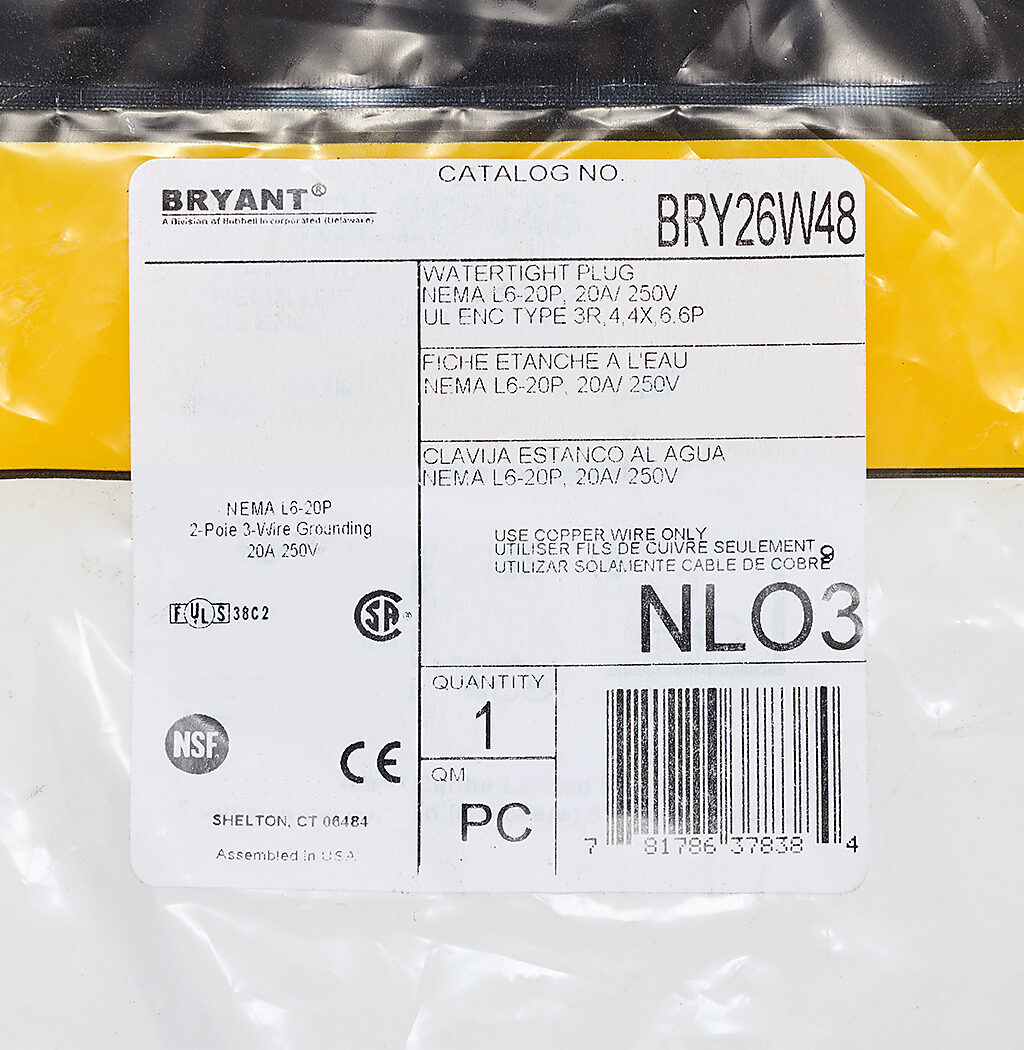 CATALOG NO.
BRYANT®
A Division of Hubbell Incorporated (Delaware)
BRY26W48
WATERTIGHT PLUG
NEMA L6-20P, 20A/ 250V
UL ENC TYPE 3R,4,4X,6,6P
FICHE ETANCHE A L'EAU
NEMA L6-20P, 20A/ 250V
CLAVIJA ESTANCO AL AGUA
NEMA L6-20P, 20A/ 250V
NEMA L6-20P
2-Pole 3-Wire Grounding
20A 250V
USE COPPER WIRE ONLY
UTILISER FILS DE CUIVRE SEULEMENT
UTILIZAR SOLAMENTE CABLE DE COBRE
9
NLO3
F UL S 38C2
SA ®
QUANTITY
1
NSF
CE
QM
PC
SHELTON, CT 06484
Assembled in U.S.A.
7 81786 37838 4